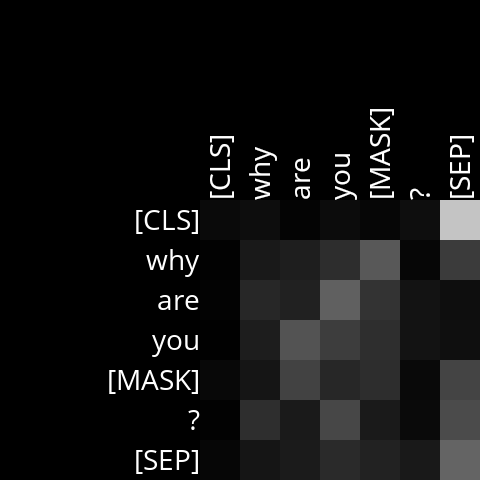 [CLS] why are you [MASK] ? [SEP]
[CLS]
why
are
you
[MASK]
?
[SEP]